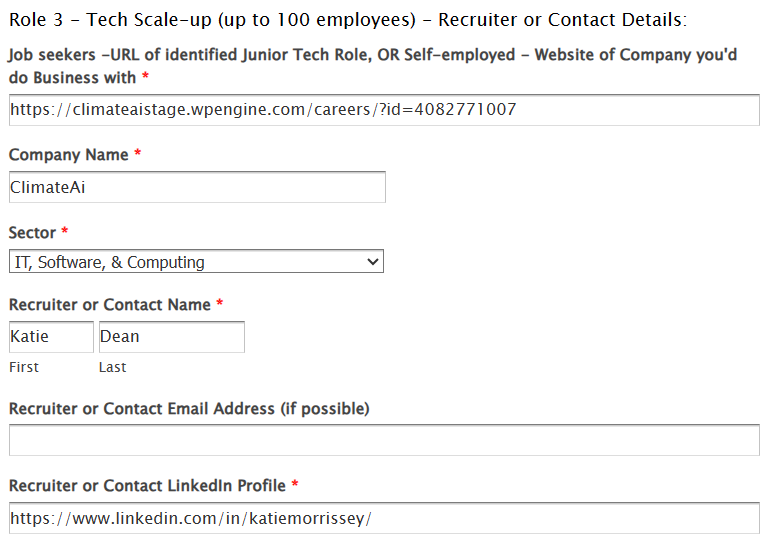 Role 3 - Tech Scale-up (up to 100 employees) - Recruiter or Contact Details:
Job seekers -URL of identified Junior Tech Role, OR Self-employed - Website of Company you'd
do Business with *
https://climateaistage.wpengine.com/careers/?id=4082771007
Company Name *
ClimateAi
Sector *
IT, Software, & Computing
Recruiter or Contact Name *
Katie Dean
First Last
Recruiter or Contact Email Address (if possible)
Recruiter or Contact LinkedIn Profile *
https://www.linkedin.com/in/katiemorrissey/